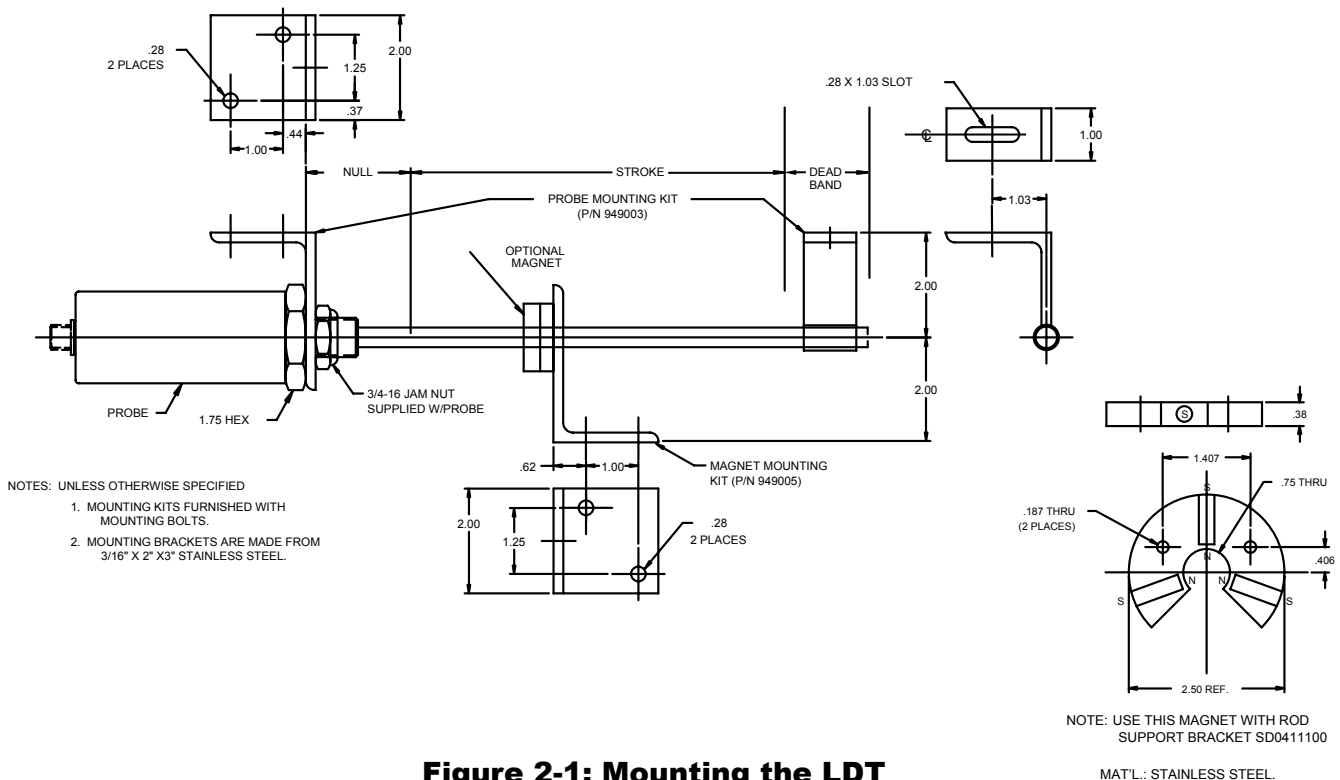 .28
2 PLACES
2.00
1.25
.37
.44
1.00
.28 X 1.03 SLOT
℄
1.00
1.03
NULL
STROKE
DEAD
BAND
PROBE MOUNTING KIT
(P/N 949003)
OPTIONAL
MAGNET
2.00
2.00
PROBE
1.75 HEX
3/4-16 JAM NUT
SUPPLIED W/PROBE
.62
1.00
MAGNET MOUNTING
KIT (P/N 949005)
2.00
1.25
.28
2 PLACES
NOTES: UNLESS OTHERWISE SPECIFIED
1. MOUNTING KITS FURNISHED WITH
MOUNTING BOLTS.
2. MOUNTING BRACKETS ARE MADE FROM
3/16" X 2" X3" STAINLESS STEEL.
S
.38
1.407
S
.75 THRU
.187 THRU
(2 PLACES)
N
.406
N
N
S
S
2.50 REF.
NOTE: USE THIS MAGNET WITH ROD
SUPPORT BRACKET SD0411100
MAT'L.: STAINLESS STEEL.
Figure 2-1: Mounting the LDT